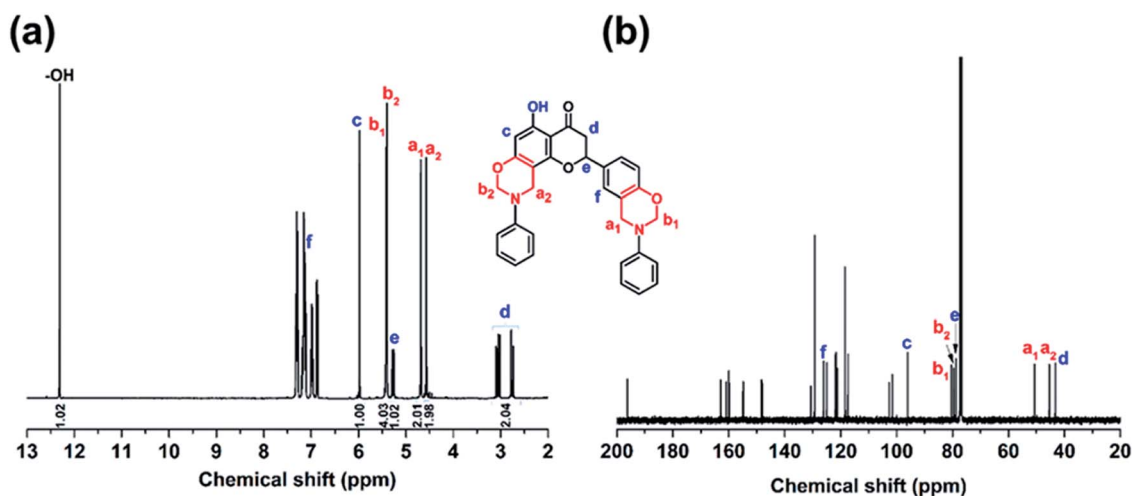 (a)
-OH
f
c
b₁
b₂
e
a₁ a₂
d
1.02
1.00
4.03
1.02
2.01
1.98
2.04
13 12 11 10 9 8 7 6 5 4 3 2
Chemical shift (ppm)
OH
O
c
d
O
O
e
b₂
N
a₂
f
O
a₁
N
b₁
(b)
f
c
b₁
b₂
e
a₁ a₂ d
200 180 160 140 120 100 80 60 40 20
Chemical shift (ppm)